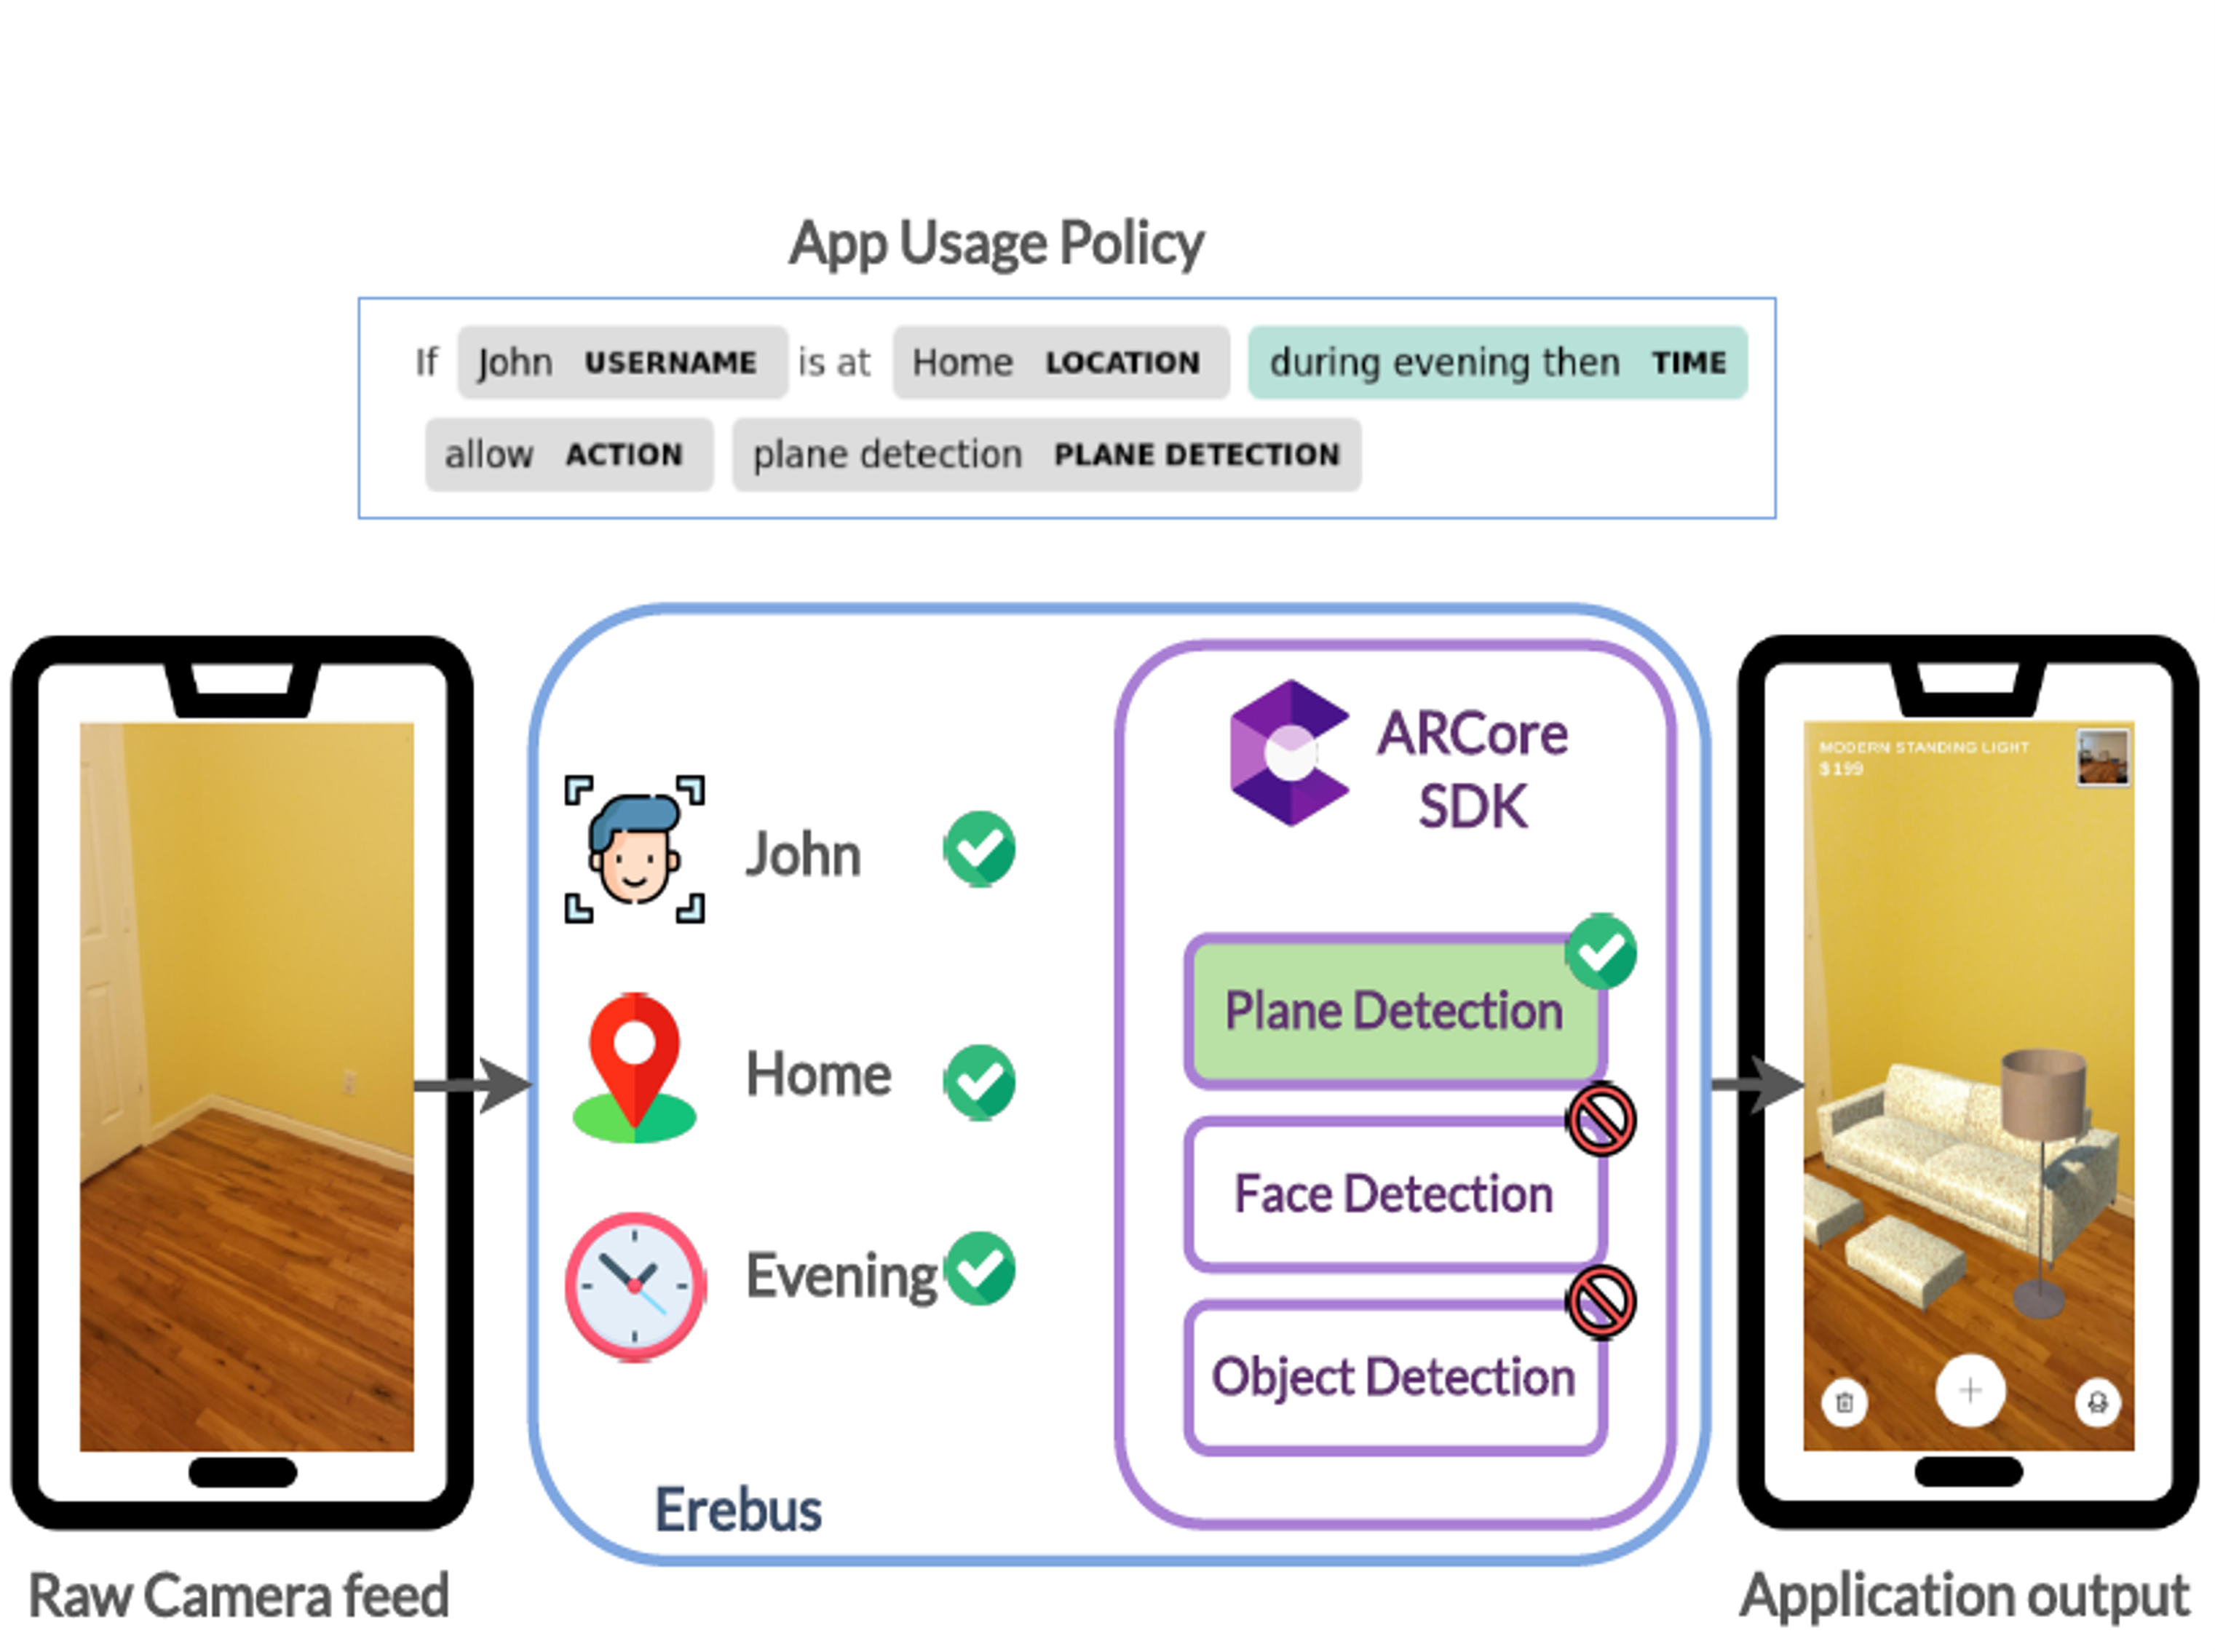 App Usage Policy
If John USERNAME is at Home LOCATION during evening then TIME
allow ACTION plane detection PLANE DETECTION
John
Home
Evening
Erebus
ARCore
SDK
Plane Detection
Face Detection
Object Detection
MODERN STANDING LIGHT
$199
Raw Camera feed
Application output